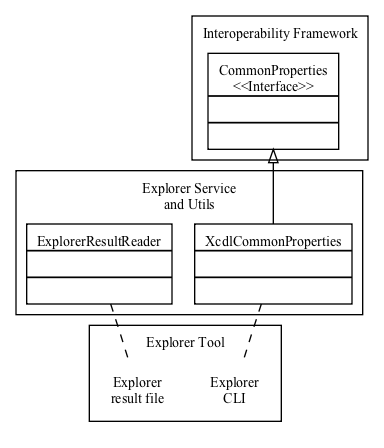 Interoperability Framework
CommonProperties
<<Interface>>
Explorer Service
and Utils
ExplorerResultReader
XcdlCommonProperties
Explorer Tool
Explorer
result file
Explorer
CLI